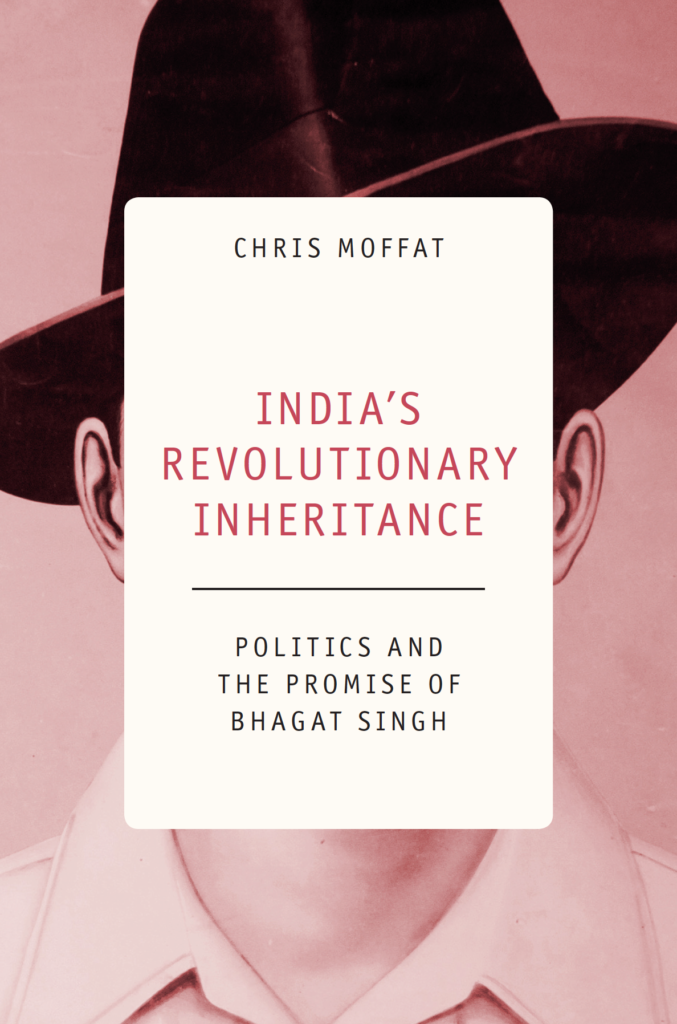 CHRIS MOFFAT
INDIA’S
REVOLUTIONARY
INHERITANCE
POLITICS AND
THE PROMISE OF
BHAGAT SINGH